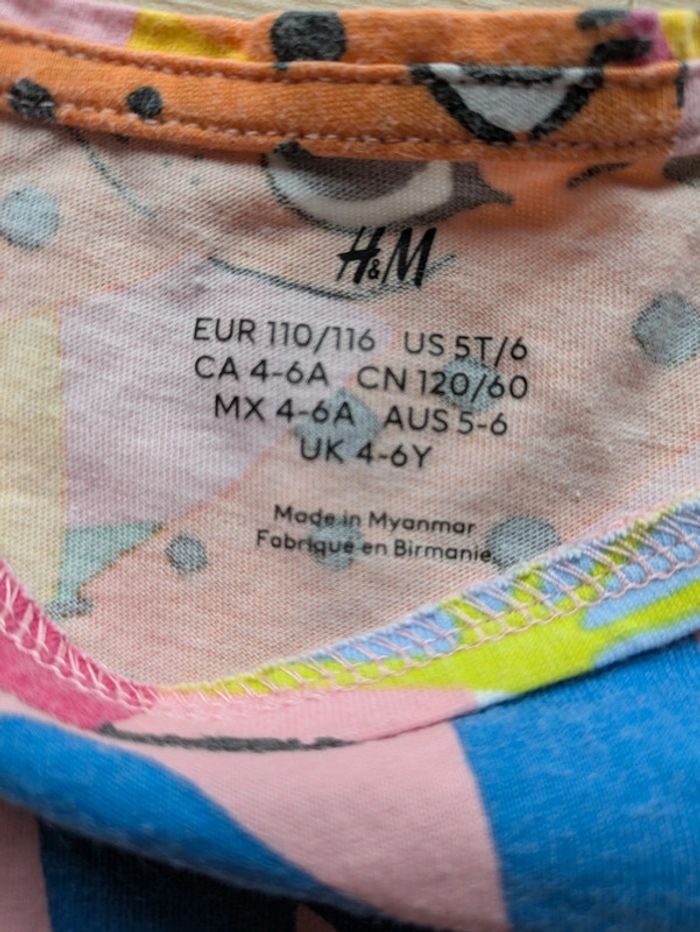 H&M
EUR 110/116 US 5T/6
CA 4-6A CN 120/60
MX 4-6A AUS 5-6
UK 4-6Y
Made in Myanmar
Fabriqué en Birmanie